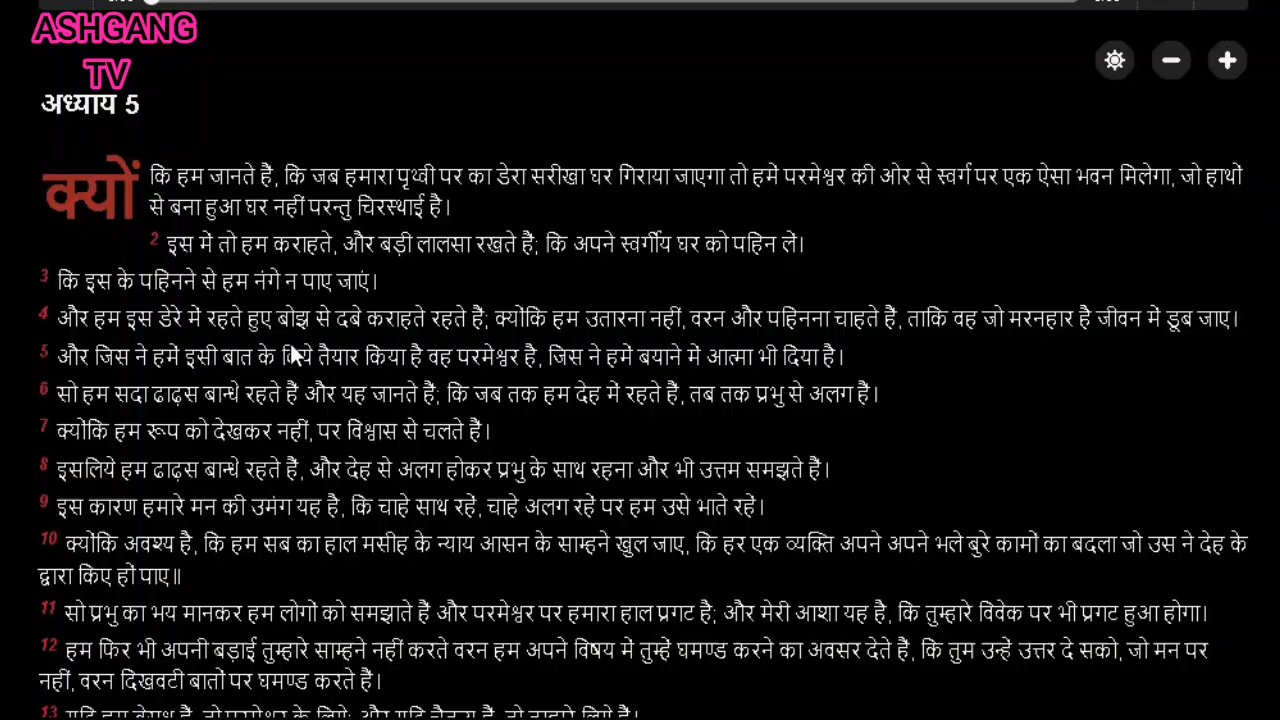 ASHGANG
TV
अध्याय 5
क्यों कि हम जानते हैं, कि जब हमारा पृथ्वी पर का डेरा सरीखा घर गिराया जाएगा तो हमें परमेश्वर की ओर से स्वर्ग पर एक ऐसा भवन मिलेगा, जो हाथों
से बना हुआ घर नहीं परन्तु चिरस्थाई है।
2 इस में तो हम कराहते, और बड़ी लालसा रखते हैं; कि अपने स्वर्गीय घर को पहिन लें।
3 कि इस के पहिनने से हम नंगे न पाए जाएं।
4 और हम इस डेरे में रहते हुए बोझ से दबे कराहते रहते हैं; क्योंकि हम उतारना नहीं, वरन और पहिनना चाहते हैं, ताकि वह जो मरनहार है जीवन में डूब जाए।
5 और जिस ने हमें इसी बात के लिये तैयार किया है वह परमेश्वर है, जिस ने हमें बयाने में आत्मा भी दिया है।
6 सो हम सदा ढाढ़स बान्धे रहते हैं और यह जानते हैं; कि जब तक हम देह में रहते हैं, तब तक प्रभु से अलग हैं।
7 क्योंकि हम रूप को देखकर नहीं, पर विश्वास से चलते हैं।
8 इसलिये हम ढाढ़स बान्धे रहते हैं, और देह से अलग होकर प्रभु के साथ रहना और भी उत्तम समझते हैं।
9 इस कारण हमारे मन की उमंग यह है, कि चाहे साथ रहें, चाहे अलग रहें पर हम उसे भाते रहें।
10 क्योंकि अवश्य है, कि हम सब का हाल मसीह के न्याय आसन के साम्हने खुल जाए, कि हर एक व्यक्ति अपने अपने भले बुरे कामों का बदला जो उस ने देह के
द्वारा किए हों पाए॥
11 सो प्रभु का भय मानकर हम लोगों को समझाते हैं और परमेश्वर पर हमारा हाल प्रगट है; और मेरी आशा यह है, कि तुम्हारे विवेक पर भी प्रगट हुआ होगा।
12 हम फिर भी अपनी बड़ाई तुम्हारे साम्हने नहीं करते वरन हम अपने विषय में तुम्हें घमण्ड करने का अवसर देते हैं, कि तुम उन्हें उत्तर दे सको, जो मन पर
नहीं, वरन दिखवटी बातों पर घमण्ड करते हैं।
13